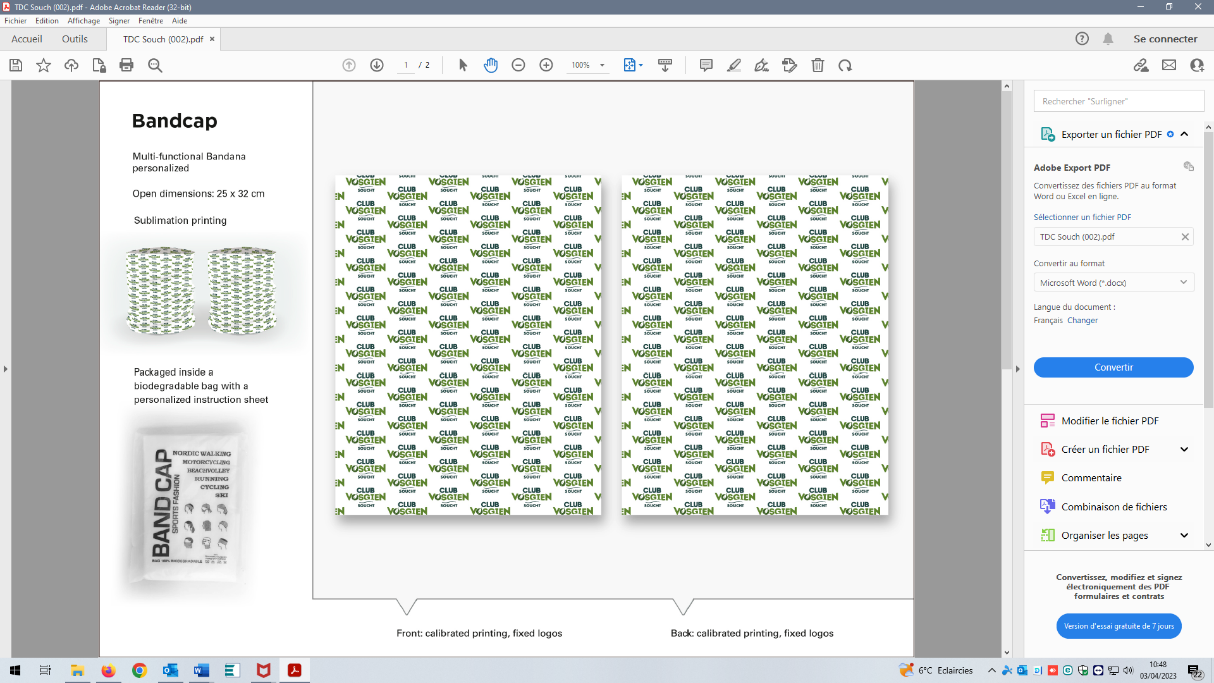 TDC Souch (002).pdf - Adobe Acrobat Reader (32-bit)
Fichier Edition Affichage Signer Fenêtre Aide
Accueil Outils TDC Souch (002).pdf × Se connecter
1 / 2 100%
Bandcap
Multi-functional Bandana
personalized
Open dimensions: 25 x 32 cm
Sublimation printing
Packaged inside a
biodegradable bag with a
personalized instruction sheet
BAND CAP
SPORTS FASHION
NORDIC WALKING
MOTORCYCLING
BEACHVOLLEY
RUNNING
CYCLING
SKI
CLUB
VOSGIEN
SOUCHT
Front: calibrated printing, fixed logos
Back: calibrated printing, fixed logos
Rechercher "Surligner"
Exporter un fichier PDF
Adobe Export PDF
Convertissez des fichiers PDF au format
Word ou Excel en ligne.
Sélectionner un fichier PDF
TDC Souch (002).pdf
Convertir au format
Microsoft Word (*.docx)
Langue du document :
Français Changer
Convertir
Modifier le fichier PDF
Créer un fichier PDF
Commentaire
Combinaison de fichiers
Organiser les pages
Convertissez, modifiez et signez
électroniquement des PDF
formulaires et contrats
Version d'essai gratuite de 7 jours
6°C Eclaircies
10:48
03/04/2023
22